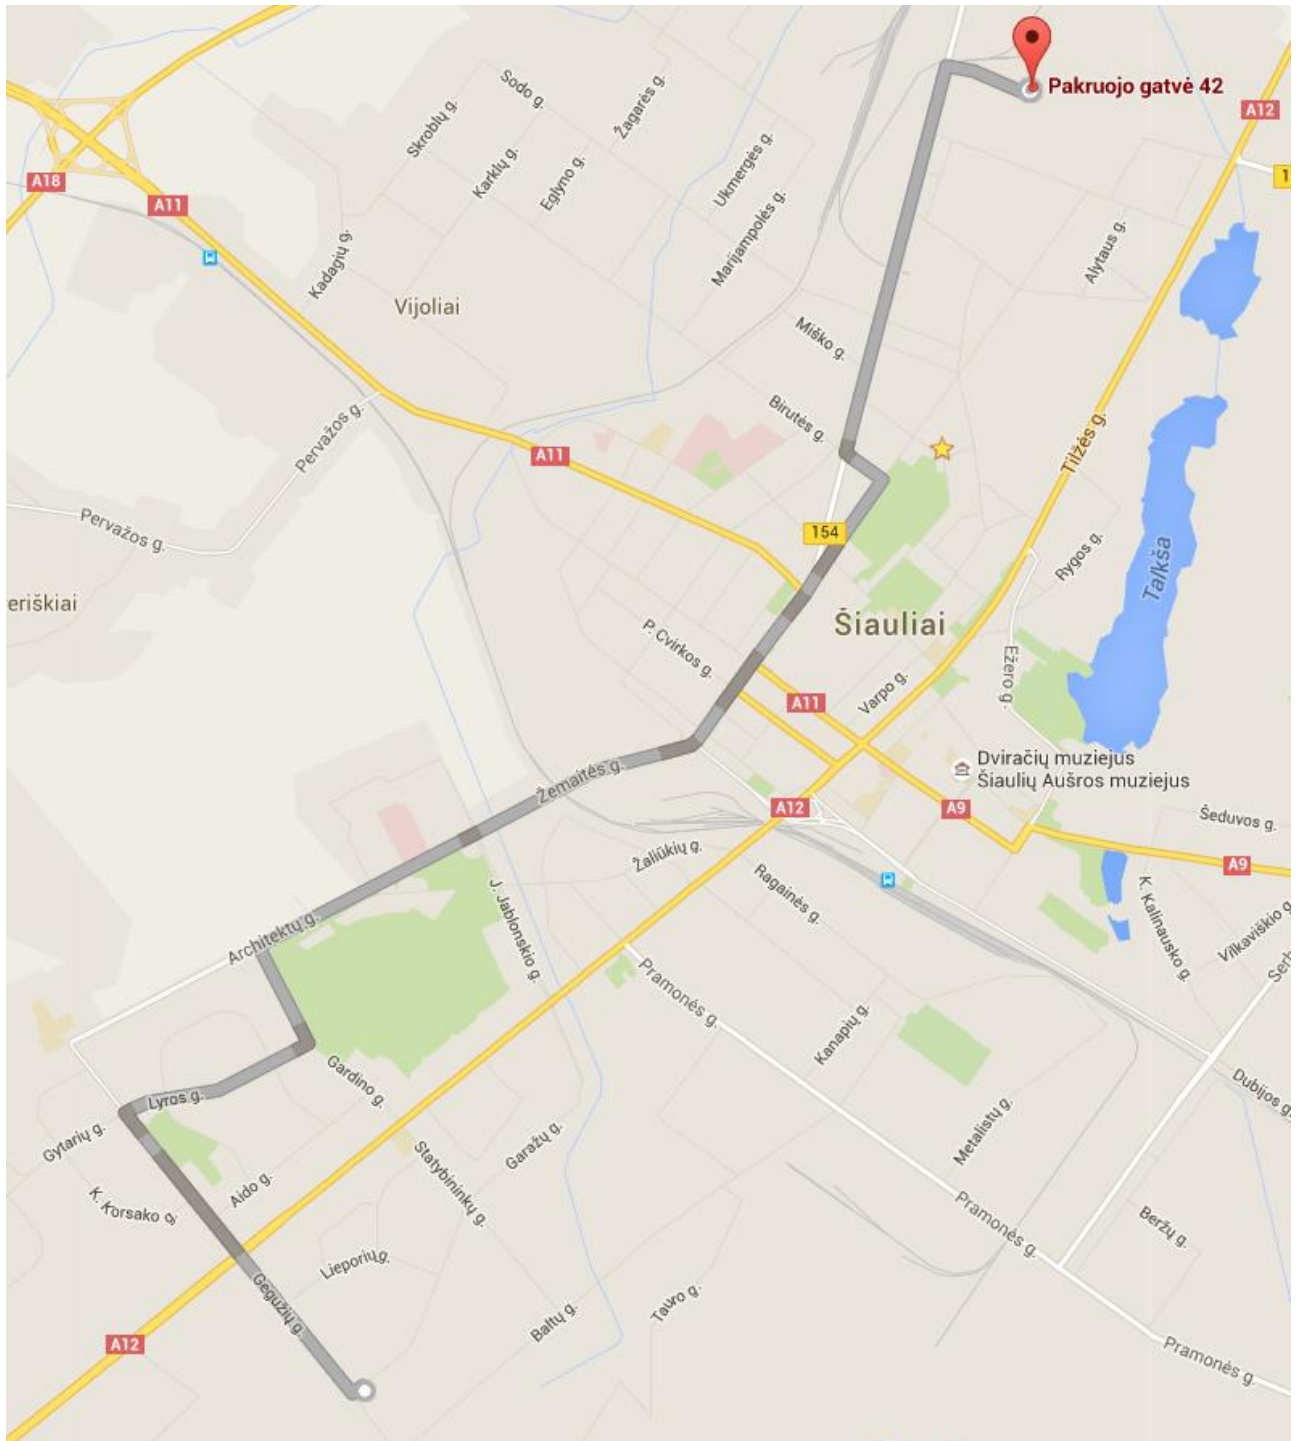 Pakruojo gatvė 42
A12
1
Sodo g.
Žagarės g.
Skroblų g.
Karklų g.
Eglyno g.
Ukmergės g.
A18
A11
Marijampolės g.
Alytaus g.
Kadagių g.
Vijoliai
Miško g.
Birutės g.
Pervažos g.
A11
Tilžės g.
Pervažos g.
154
Rygos g.
Talkša
eriškiai
Šiauliai
P. Cvirkos g.
Ežero g.
Varpo g.
A11
Dviračių muziejus
Šiaulių Aušros muziejus
Žemaitės g.
A12
A9
Šeduvos g.
Žaliūkių g.
A9
Ragainės g.
J. Jablonskio g.
K. Kalinausko g.
Vilkaviškio g.
Architektų g.
Pramonės g.
Kanapių g.
Gardino g.
Dubijos g.
Lyros g.
Gytarių g.
Garažų g.
Metalistų g.
Statybininkų g.
Aido g.
K. Korsako g.
Pramonės g.
Beržų g.
Lieporių g.
Gegužių g.
Tauro g.
Baltų g.
A12
Pramonės g.